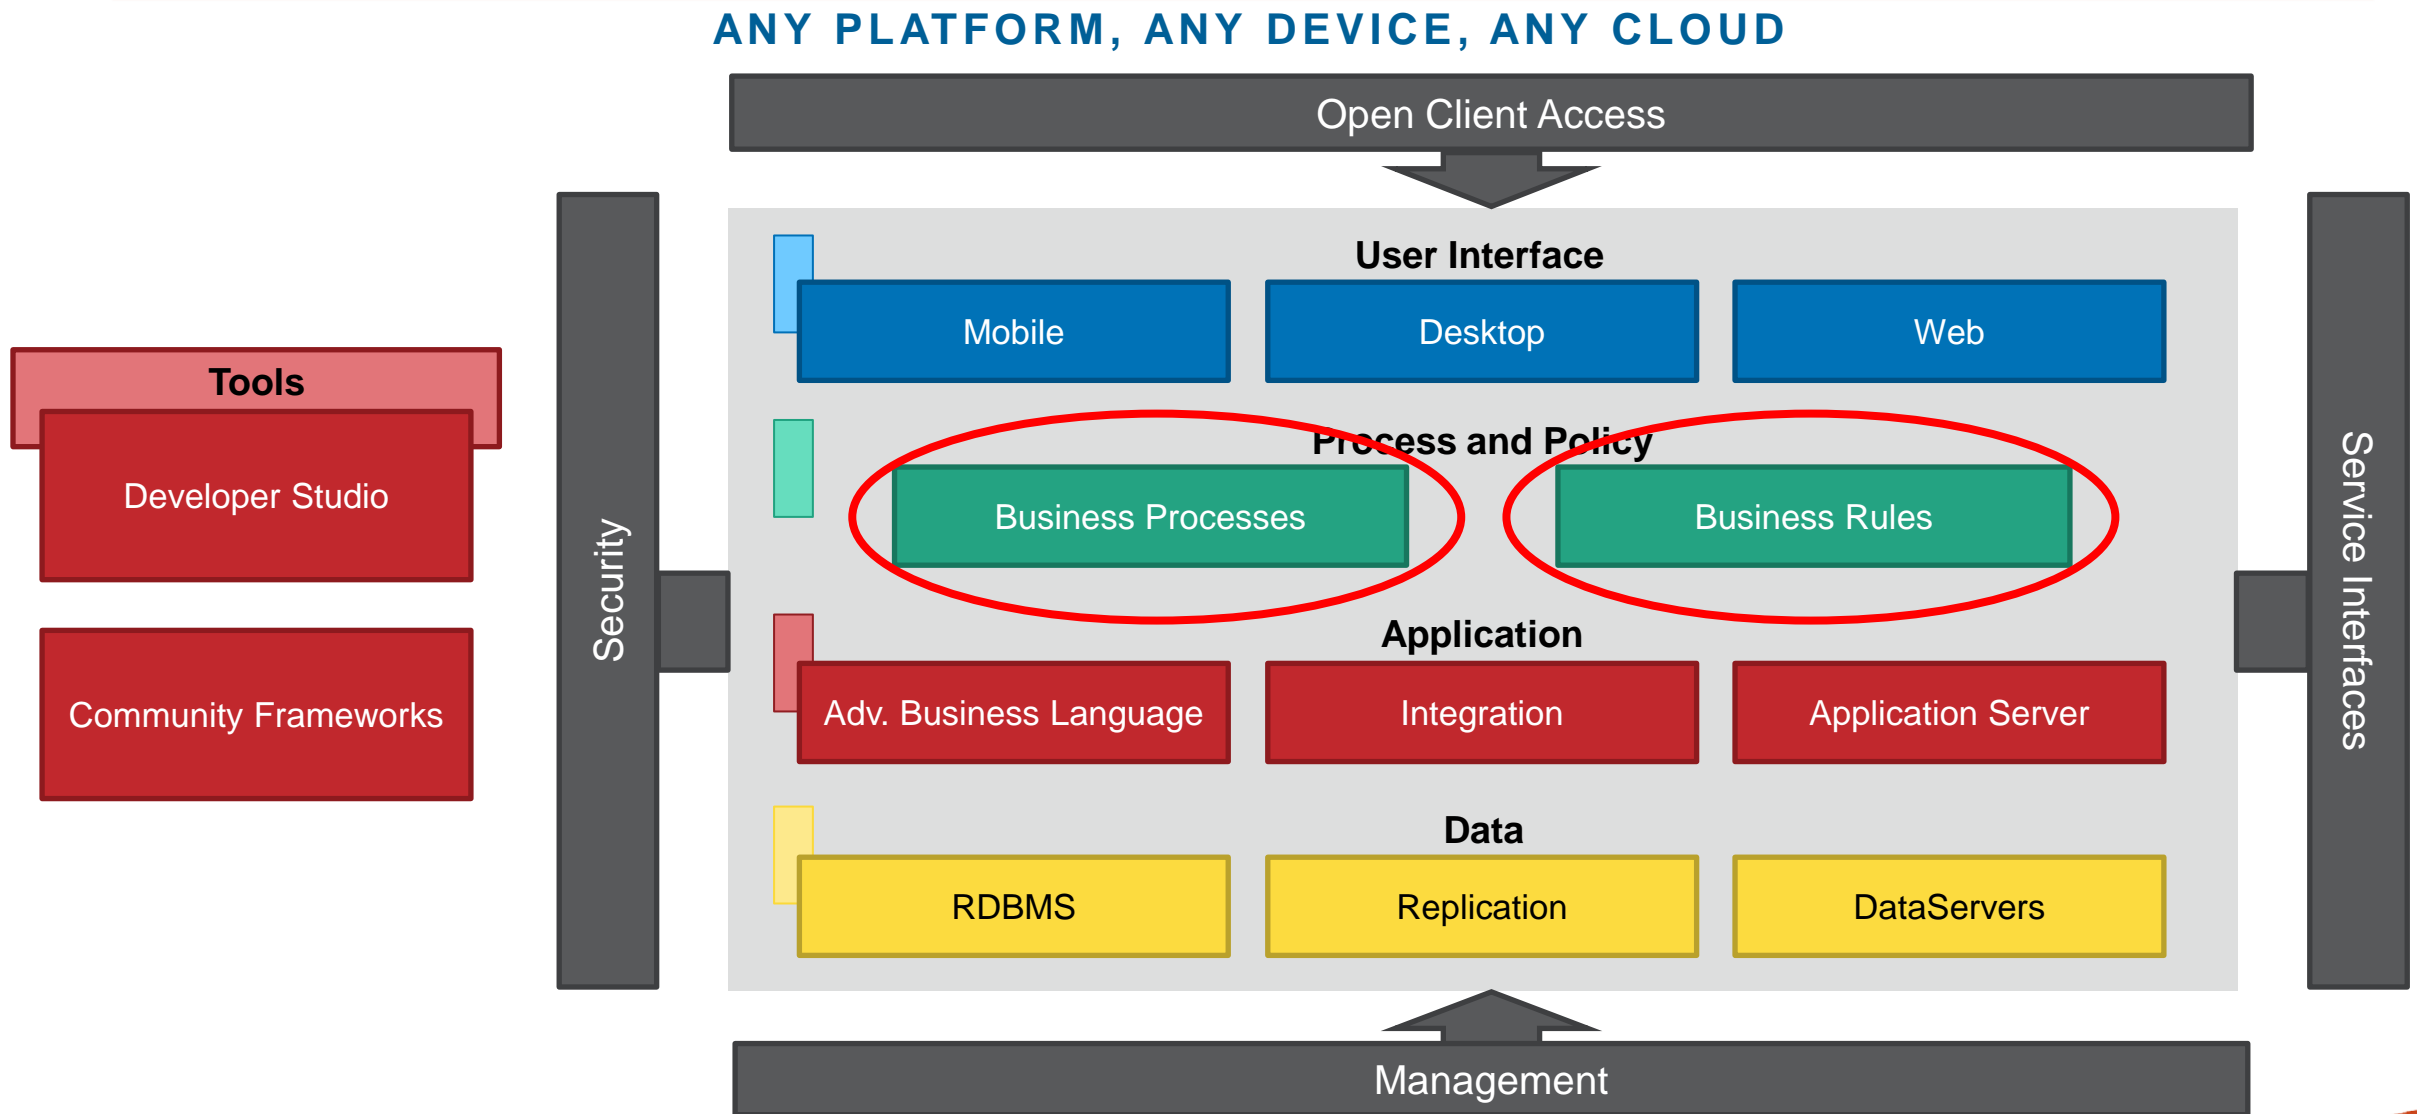 ANY PLATFORM, ANY DEVICE, ANY CLOUD
Open Client Access
User Interface
Mobile
Desktop
Web
Tools
Developer Studio
Community Frameworks
Security
Process and Policy
Business Processes
Business Rules
Service Interfaces
Application
Adv. Business Language
Integration
Application Server
Data
RDBMS
Replication
DataServers
Management